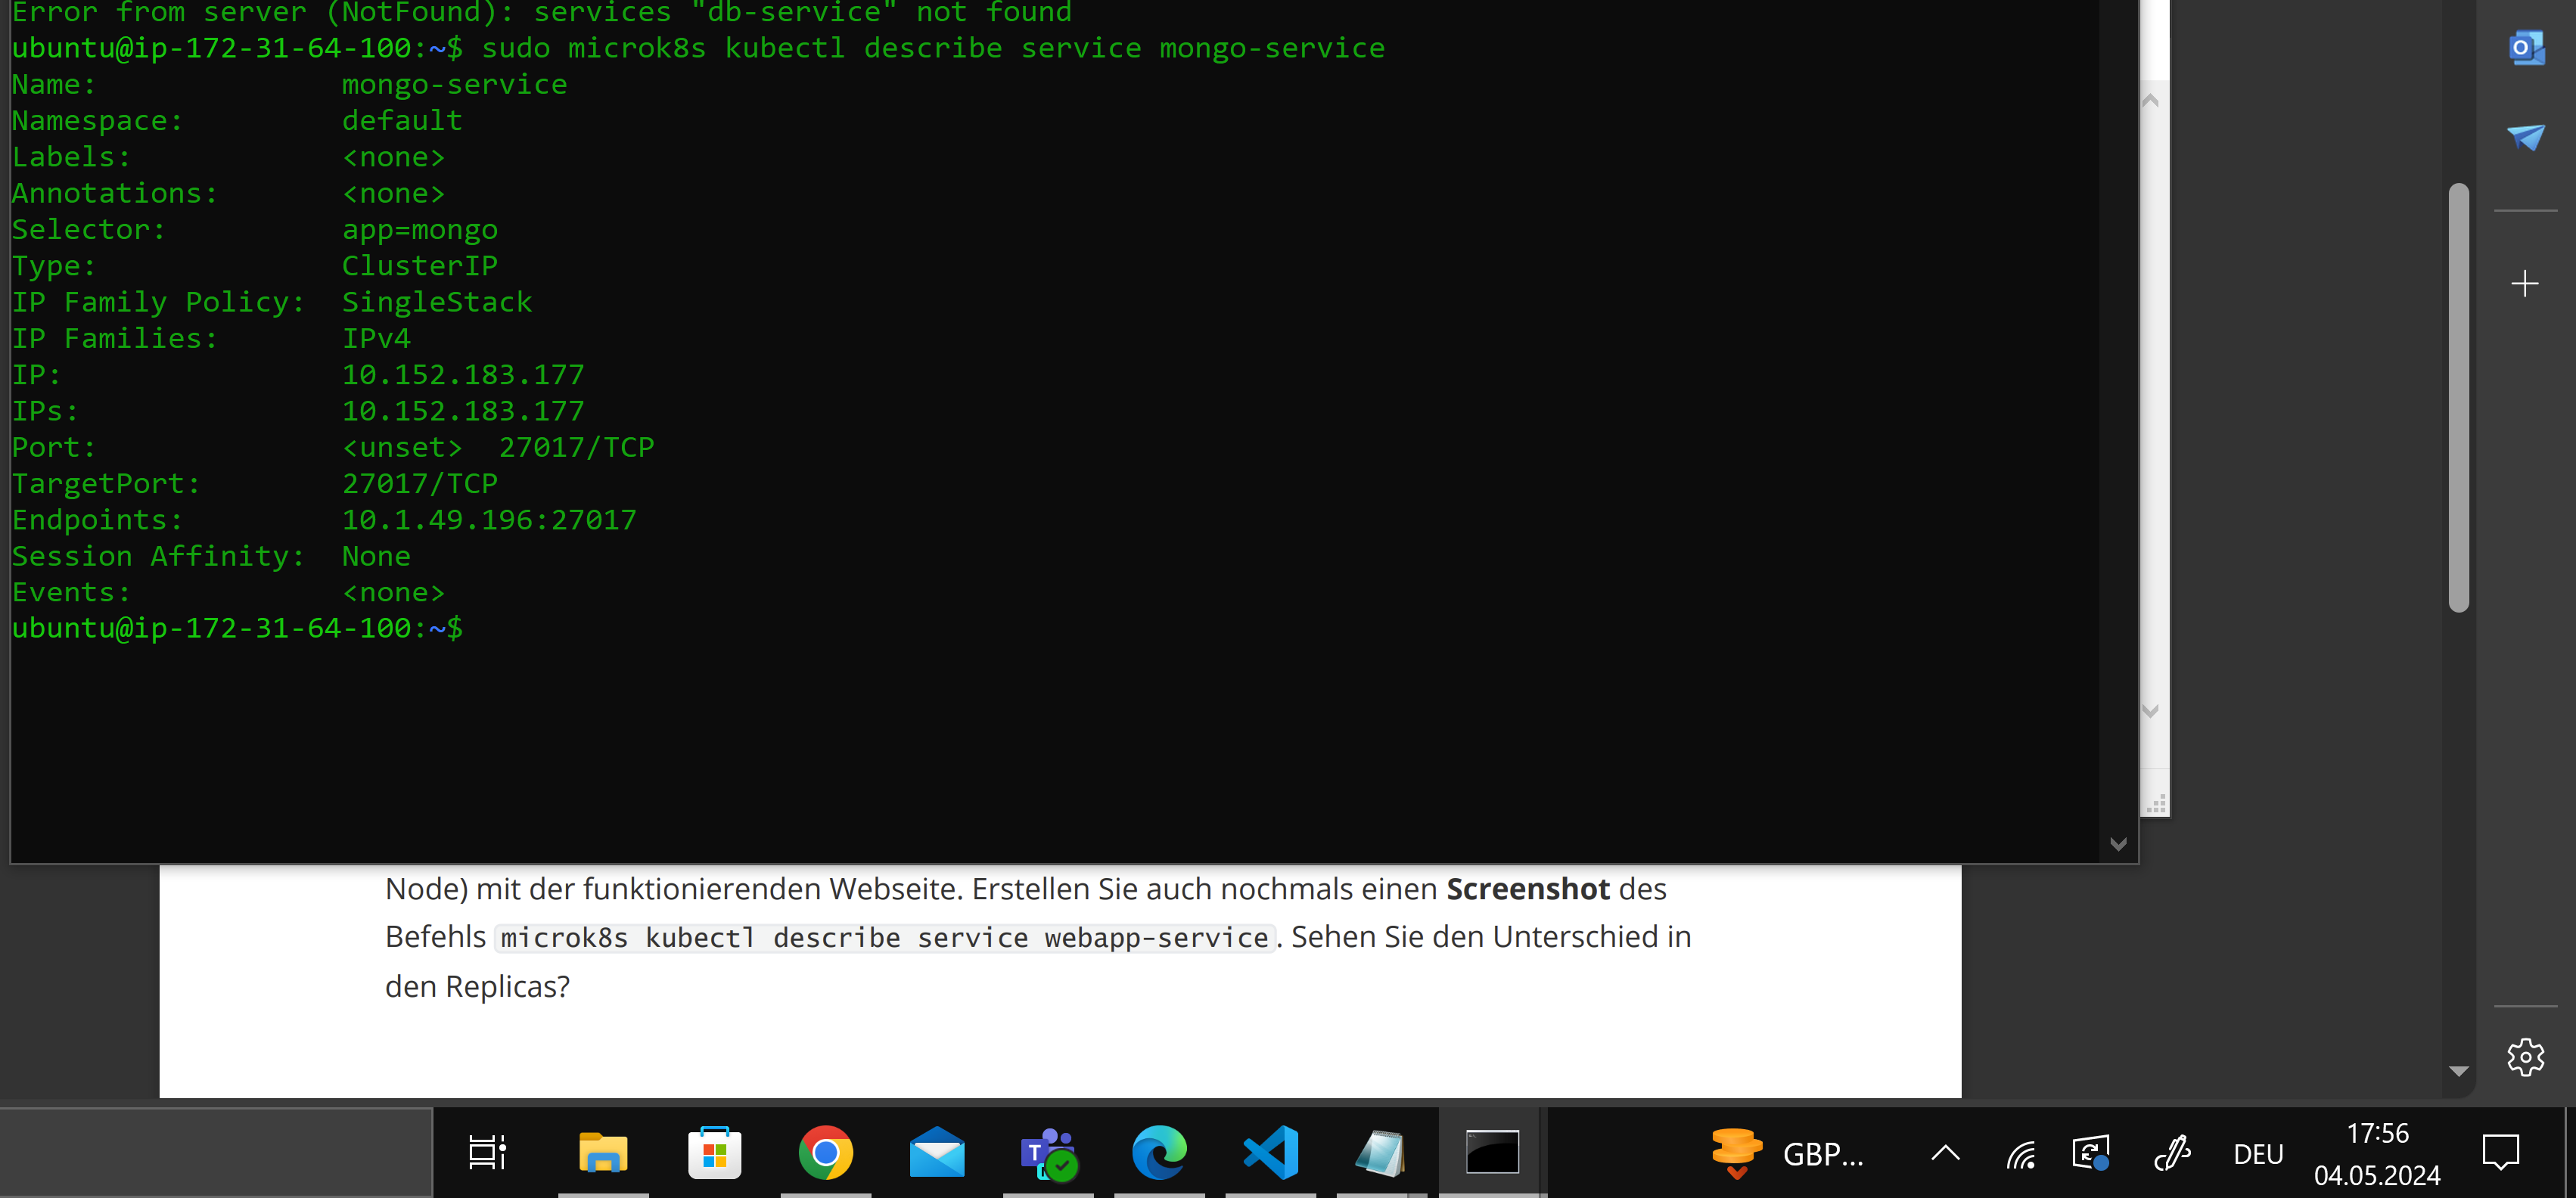 Error from server (NotFound): services "db-service" not found
ubuntu@ip-172-31-64-100:~$ sudo microk8s kubectl describe service mongo-service
Name:              mongo-service
Namespace:         default
Labels:            <none>
Annotations:       <none>
Selector:          app=mongo
Type:              ClusterIP
IP Family Policy:  SingleStack
IP Families:       IPv4
IP:                10.152.183.177
IPs:               10.152.183.177
Port:              <unset>  27017/TCP
TargetPort:        27017/TCP
Endpoints:         10.1.49.196:27017
Session Affinity:  None
Events:            <none>
ubuntu@ip-172-31-64-100:~$
Node) mit der funktionierenden Webseite. Erstellen Sie auch nochmals einen Screenshot des
Befehls microk8s kubectl describe service webapp-service. Sehen Sie den Unterschied in
den Replicas?
GBP...
DEU
17:56
04.05.2024